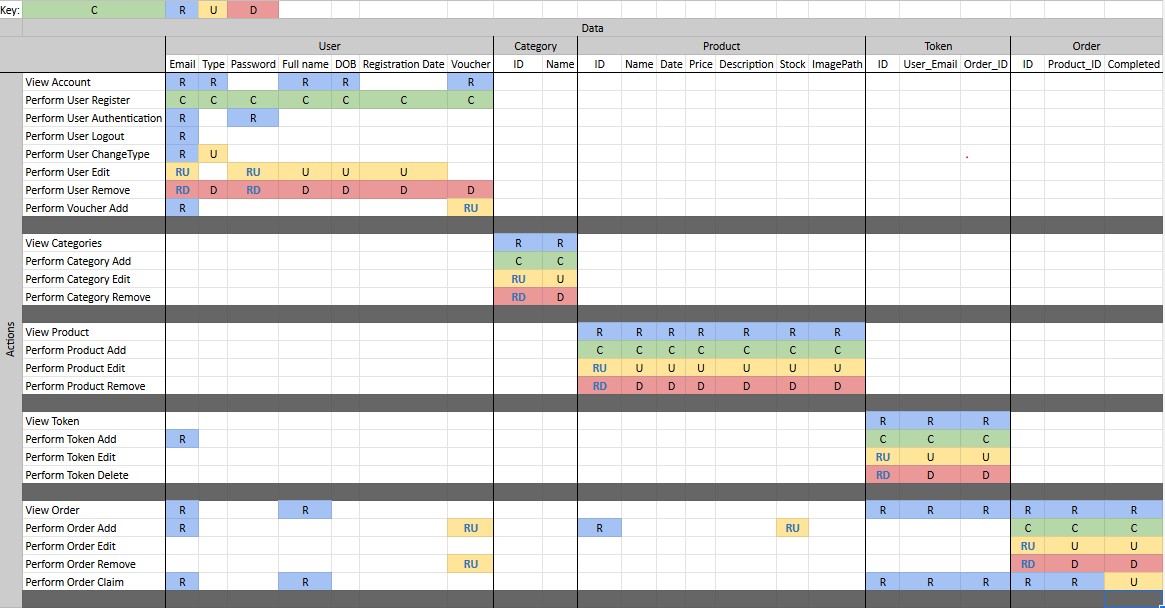 Key: C R U D
Data
User Category Product Token Order
Email Type Password Full name DOB Registration Date Voucher ID Name ID Name Date Price Description Stock ImagePath ID User_Email Order_ID ID Product_ID Completed
Actions
View Account R R R R R
Perform User Register C C C C C C C
Perform User Authentication R R
Perform User Logout R
Perform User ChangeType R U
Perform User Edit RU RU U U U
Perform User Remove RD D RD D D D D
Perform Voucher Add R RU
View Categories R R
Perform Category Add C C
Perform Category Edit RU U
Perform Category Remove RD D
View Product R R R R R R R
Perform Product Add C C C C C C C
Perform Product Edit RU U U U U U U
Perform Product Remove RD D D D D D D
View Token R R R
Perform Token Add R C C C
Perform Token Edit RU U U
Perform Token Delete RD D D
View Order R R R R R R R R
Perform Order Add R RU R RU C C C
Perform Order Edit RU U U
Perform Order Remove RU RD D D
Perform Order Claim R R R R R R R U